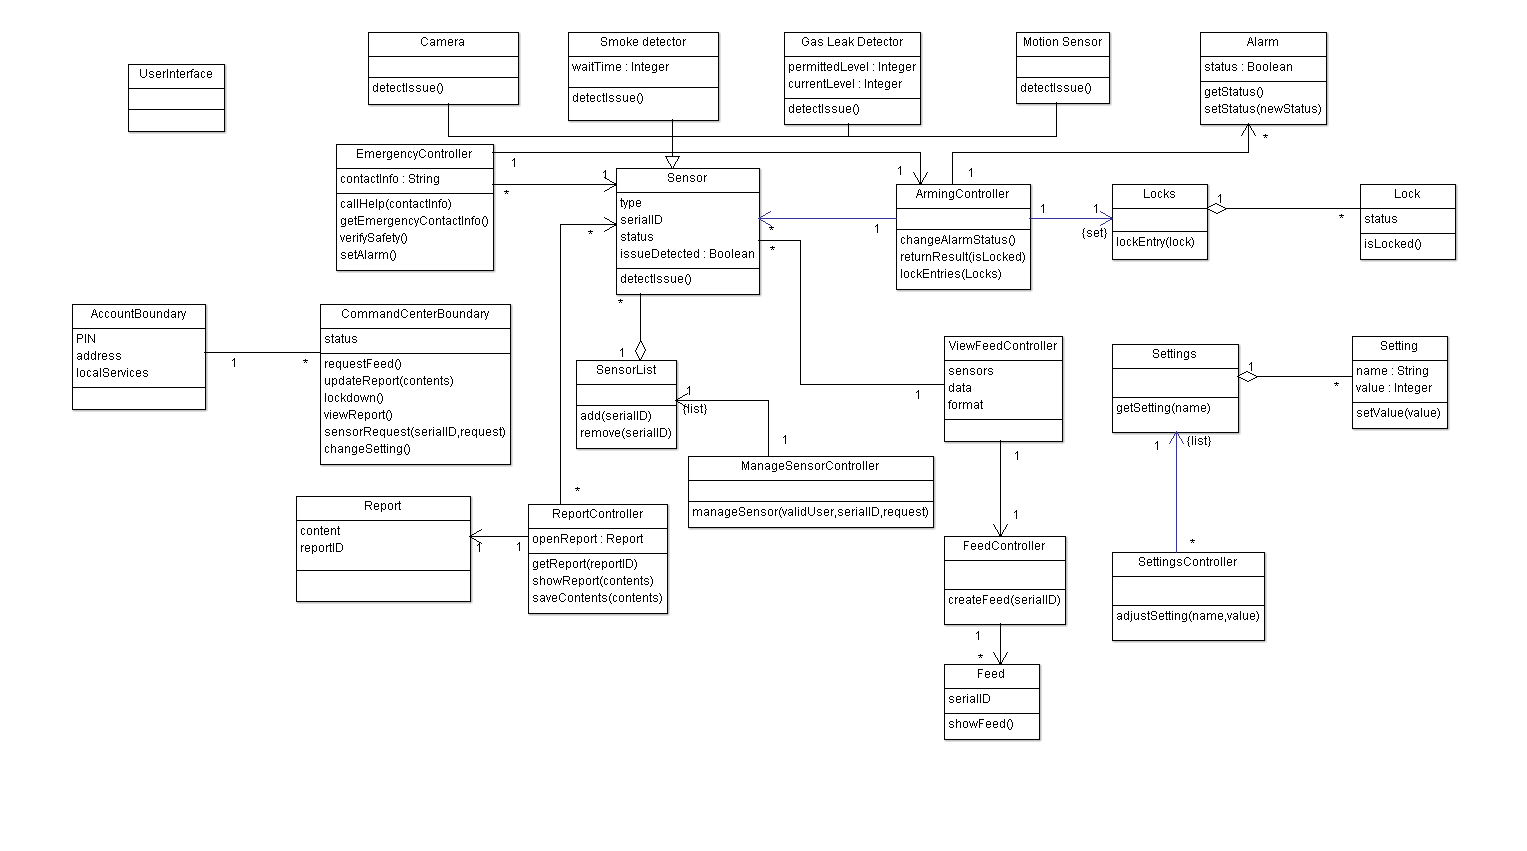 UserInterface
Camera
detectIssue()
Smoke detector
waitTime : Integer
detectIssue()
Gas Leak Detector
permittedLevel : Integer
currentLevel : Integer
detectIssue()
Motion Sensor
detectIssue()
Alarm
status : Boolean
getStatus()
setStatus(newStatus)
*
EmergencyController
contactInfo : String
callHelp(contactInfo)
getEmergencyContactInfo()
verifySafety()
setAlarm()
1
*
1
Sensor
type
serialID
status
issueDetected : Boolean
detectIssue()
*
*
*
*
1
1
1
ArmingController
changeAlarmStatus()
returnResult(isLocked)
lockEntries(Locks)
1
1
{set}
Locks
lockEntry(lock)
1
*
Lock
status
isLocked()
AccountBoundary
PIN
address
localServices
1
*
CommandCenterBoundary
status
requestFeed()
updateReport(contents)
lockdown()
viewReport()
sensorRequest(serialID,request)
changeSetting()
1
SensorList
add(serialID)
remove(serialID)
1
{list}
1
ManageSensorController
manageSensor(validUser,serialID,request)
1
ViewFeedController
sensors
data
format
1
1
Settings
getSetting(name)
1
*
1
{list}
Setting
name : String
value : Integer
setValue(value)
Report
content
reportID
1
1
*
ReportController
openReport : Report
getReport(reportID)
showReport(contents)
saveContents(contents)
FeedController
createFeed(serialID)
1
*
Feed
serialID
showFeed()
*
SettingsController
adjustSetting(name,value)